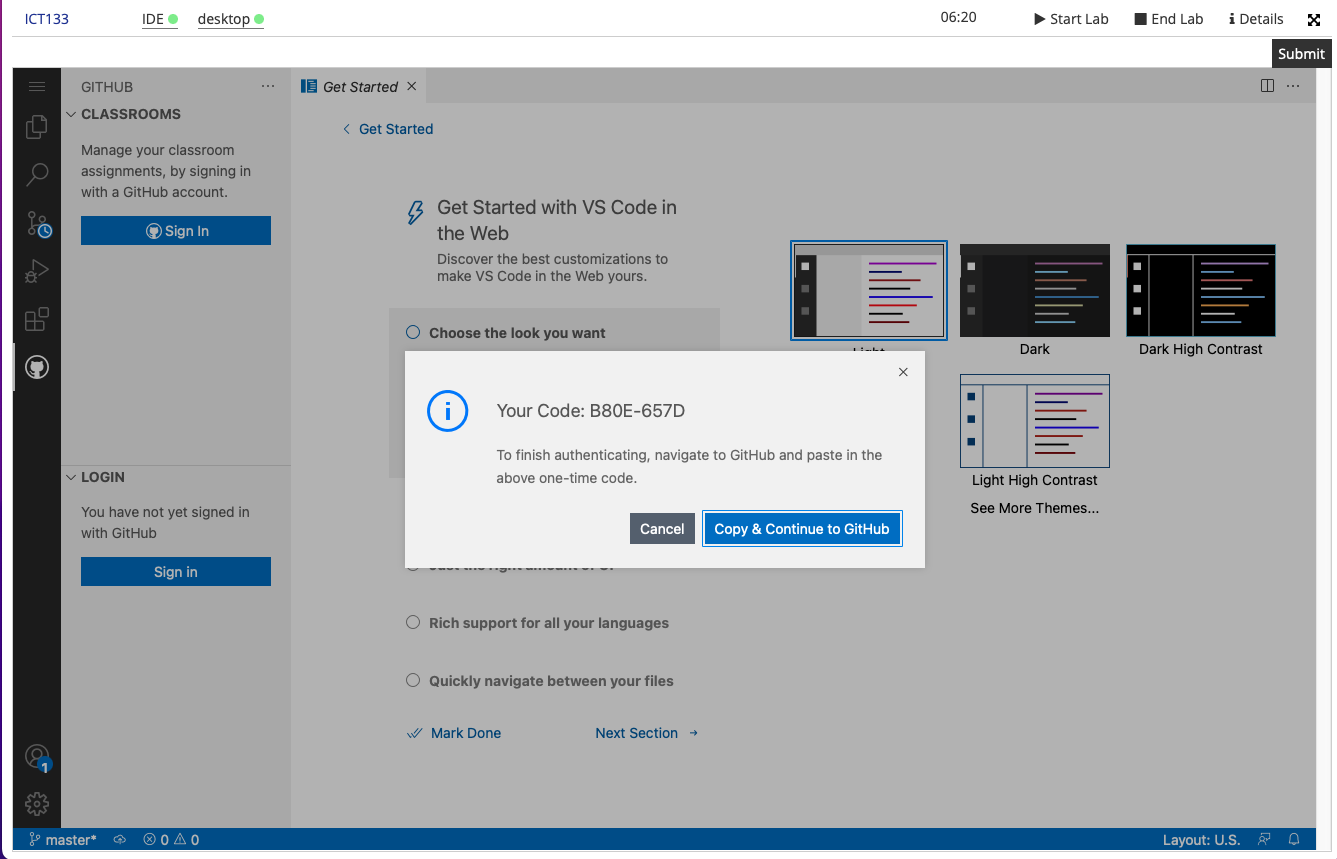 ICT133
IDE
desktop
06:20
Start Lab
End Lab
Details
Submit
GITHUB
Get Started
CLASSROOMS
Get Started
Manage your classroom
assignments, by signing in
with a GitHub account.
Sign In
Get Started with VS Code in
the Web
Discover the best customizations to
make VS Code in the Web yours.
Choose the look you want
Light
Dark
Dark High Contrast
Your Code: B80E-657D
To finish authenticating, navigate to GitHub and paste in the
above one-time code.
Cancel
Copy & Continue to GitHub
Light High Contrast
See More Themes...
LOGIN
You have not yet signed in
with GitHub
Sign in
Just the right amount of UI
Rich support for all your languages
Quickly navigate between your files
Mark Done
Next Section
1
master*
0
0
Layout: U.S.